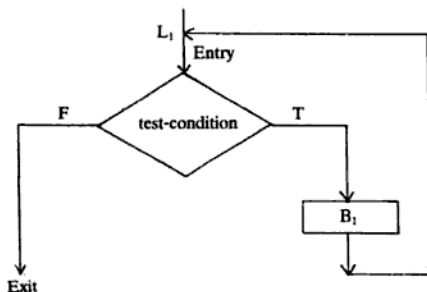 L₁
Entry
F
test-condition
T
B₁
Exit